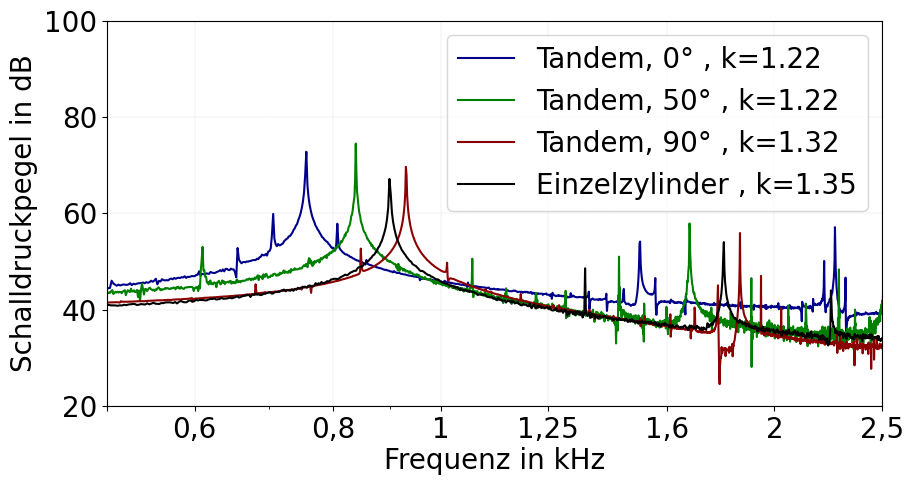 Schalldruckpegel in dB
100
80
60
40
20
Tandem, 0° , k=1.22
Tandem, 50° , k=1.22
Tandem, 90° , k=1.32
Einzelzylinder , k=1.35
0,6 0,8 1 1,25 1,6 2 2,5
Frequenz in kHz